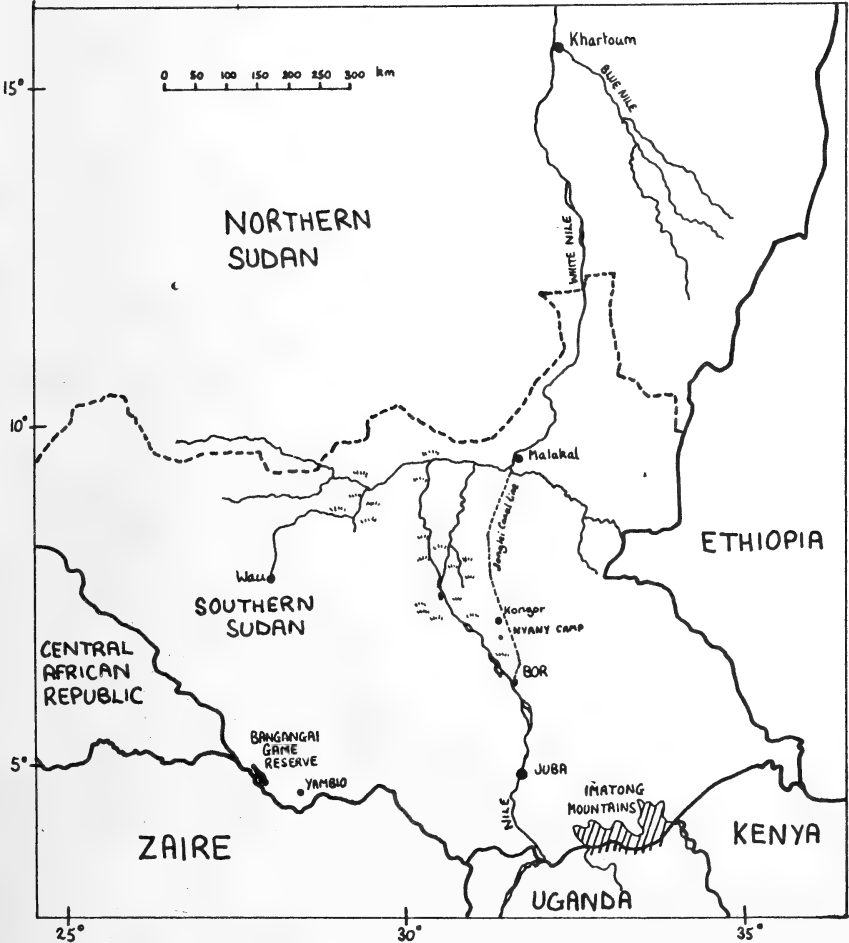 Khartoum
0 50 100 170 220 250 300 km
BLUE NILE
15°
NORTHERN
SUDAN
WHITE NILE
10°
Malakal
Jonglei Canal Line
ETHIOPIA
Wau
SOUTHERN
SUDAN
Kongor
NYANY CAMP
CENTRAL
AFRICAN
REPUBLIC
BOR
BANGANGAI
GAME
RESERVE
5°
YAMBIO
JUBA
IMATONG
MOUNTAINS
NILE
ZAIRE
KENYA
UGANDA
25° 30° 35°